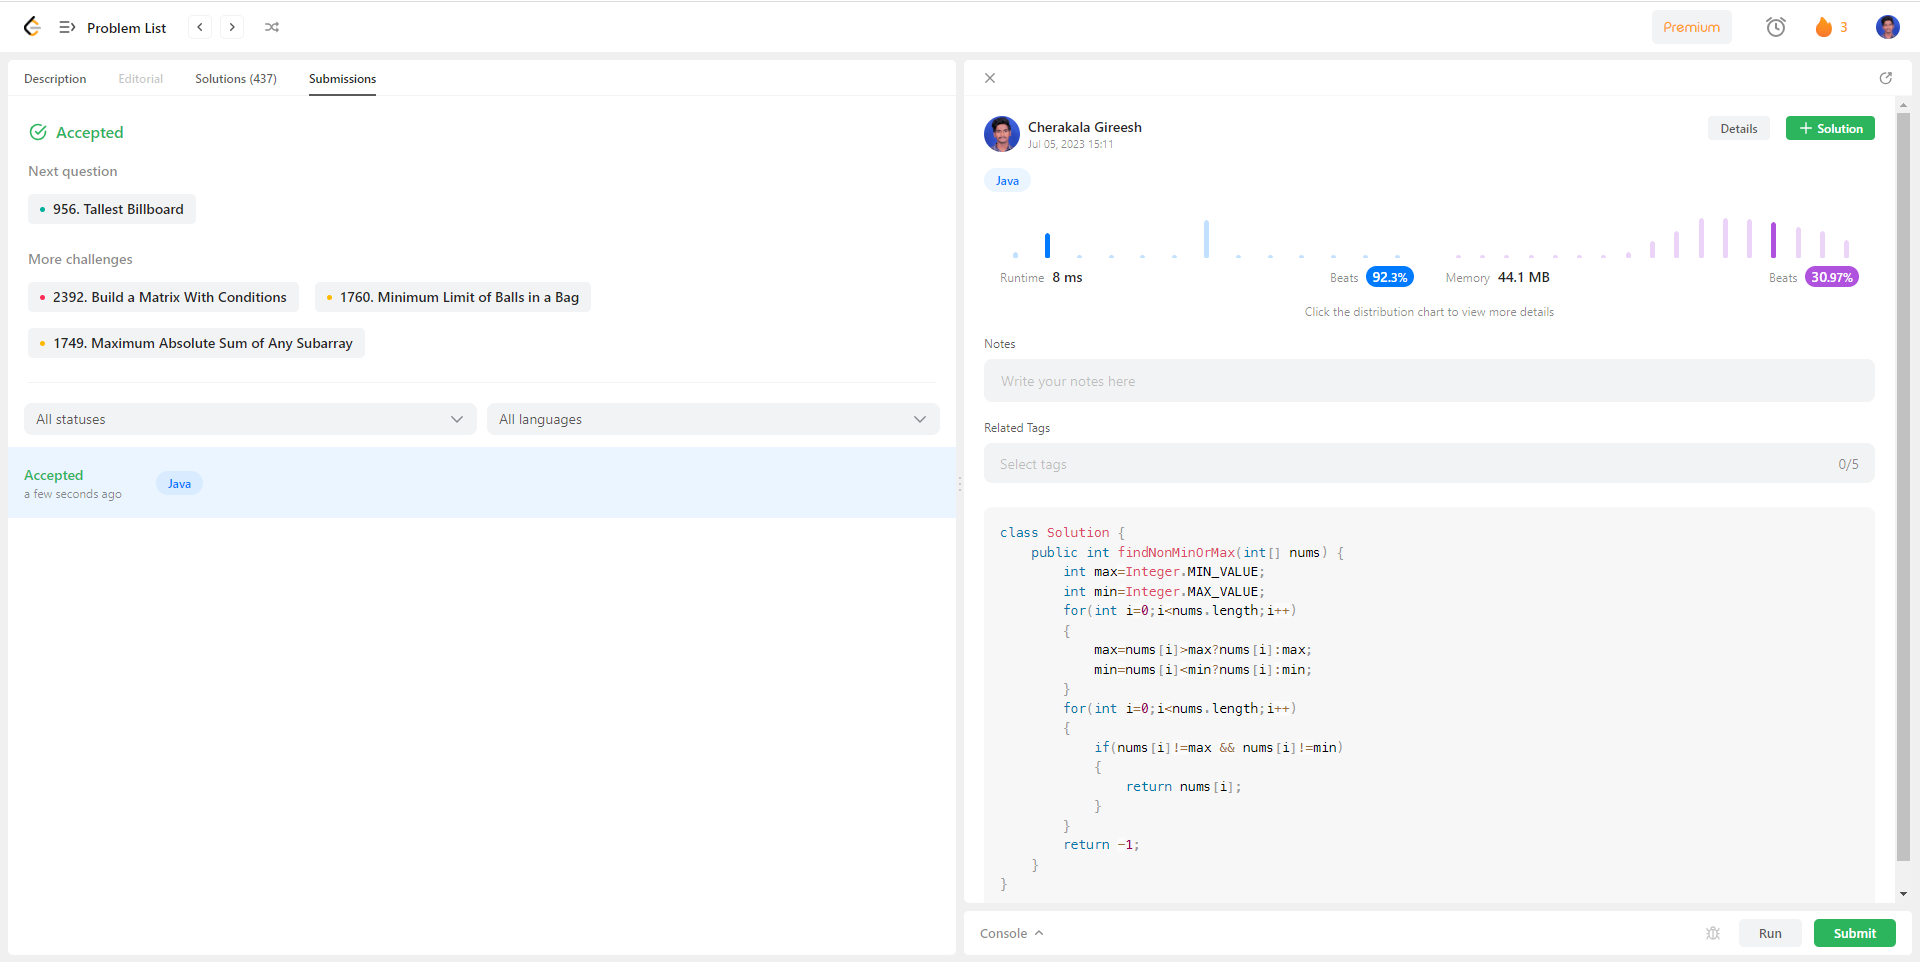 Problem List
Premium
3
Description Editorial Solutions (437) Submissions
Accepted
Next question
956. Tallest Billboard
More challenges
2392. Build a Matrix With Conditions
1760. Minimum Limit of Balls in a Bag
1749. Maximum Absolute Sum of Any Subarray
All statuses
All languages
Accepted
a few seconds ago
Java
Cherakala Gireesh
Jul 05, 2023 15:11
Details
Solution
Java
Runtime 8 ms
Beats 92.3%
Memory 44.1 MB
Beats 30.97%
Click the distribution chart to view more details
Notes
Write your notes here
Related Tags
Select tags
0/5
class Solution {
    public int findNonMinOrMax(int[] nums) {
        int max=Integer.MIN_VALUE;
        int min=Integer.MAX_VALUE;
        for(int i=0;i<nums.length;i++)
        {
            max=nums[i]>max?nums[i]:max;
            min=nums[i]<min?nums[i]:min;
        }
        for(int i=0;i<nums.length;i++)
        {
            if(nums[i]!=max && nums[i]!=min)
            {
                return nums[i];
            }
        }
        return -1;
    }
}
Console
Run
Submit